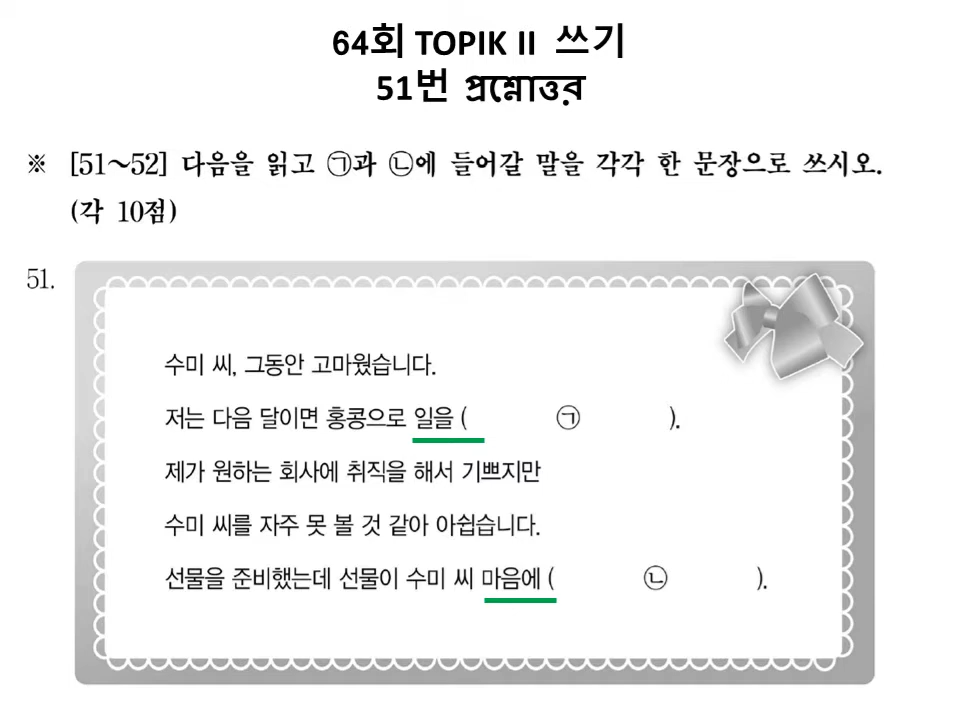 64회 TOPIK II 쓰기
51번 প্রশ্নোত্তর
※ [51~52] 다음을 읽고 ㉠과 ㉡에 들어갈 말을 각각 한 문장으로 쓰시오.
(각 10점)
51.
수미 씨, 그동안 고마웠습니다.
저는 다음 달이면 홍콩으로 일을 ( ㉠ ).
제가 원하는 회사에 취직을 해서 기쁘지만
수미 씨를 자주 못 볼 것 같아 아쉽습니다.
선물을 준비했는데 선물이 수미 씨 마음에 ( ㉡ ).